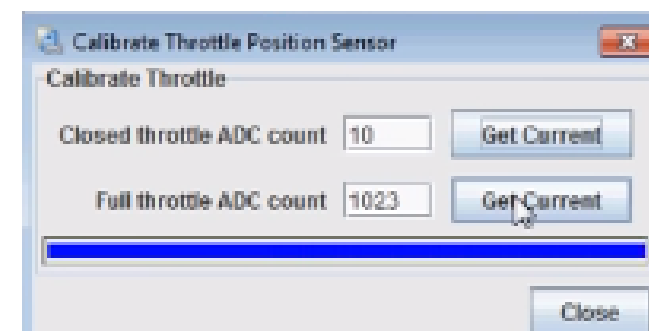 Calibrate Throttle Position Sensor
Calibrate Throttle
Closed throttle ADC count 10 Get Current
Full throttle ADC count 1023 Get Current
Close